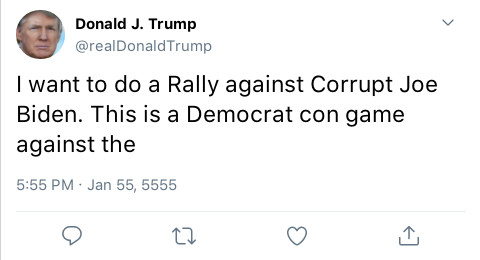 Donald J. Trump
@realDonaldTrump
I want to do a Rally against Corrupt Joe
Biden. This is a Democrat con game
against the
5:55 PM · Jan 55, 5555